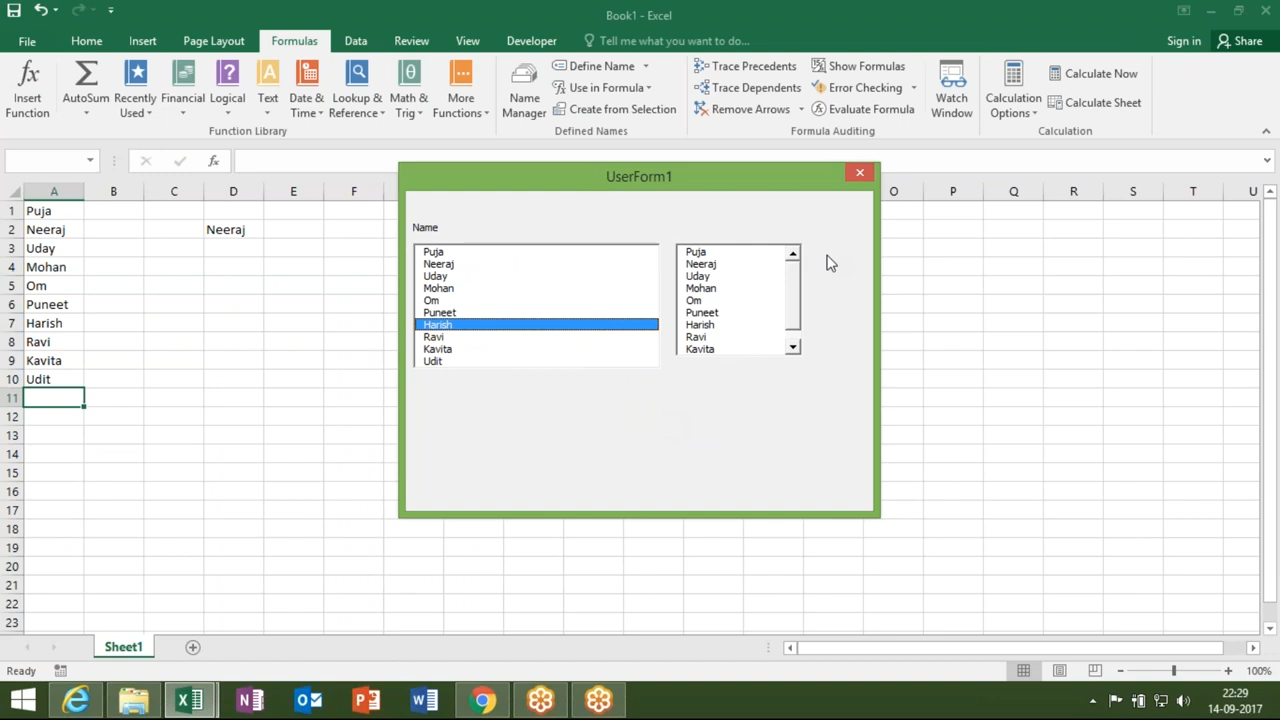 Book1 - Excel
File Home Insert Page Layout Formulas Data Review View Developer Tell me what you want to do... Sign in Share
Insert Function
AutoSum
Recently Used
Financial
Logical
Text
Date & Time
Lookup & Reference
Math & Trig
More Functions
Function Library
Name Manager
Define Name
Use in Formula
Create from Selection
Defined Names
Trace Precedents
Trace Dependents
Remove Arrows
Show Formulas
Error Checking
Evaluate Formula
Formula Auditing
Watch Window
Calculation Options
Calculate Now
Calculate Sheet
Calculation
fx
A B C D E F O P Q R S T U
1 Puja
2 Neeraj Neeraj
3 Uday
4 Mohan
5 Om
6 Puneet
7 Harish
8 Ravi
9 Kavita
10 Udit
11
12
13
14
15
16
17
18
19
20
21
22
23
UserForm1
Name
Puja
Neeraj
Uday
Mohan
Om
Puneet
Harish
Ravi
Kavita
Udit
Puja
Neeraj
Uday
Mohan
Om
Puneet
Harish
Ravi
Kavita
Sheet1
Ready 100%
22:29
14-09-2017